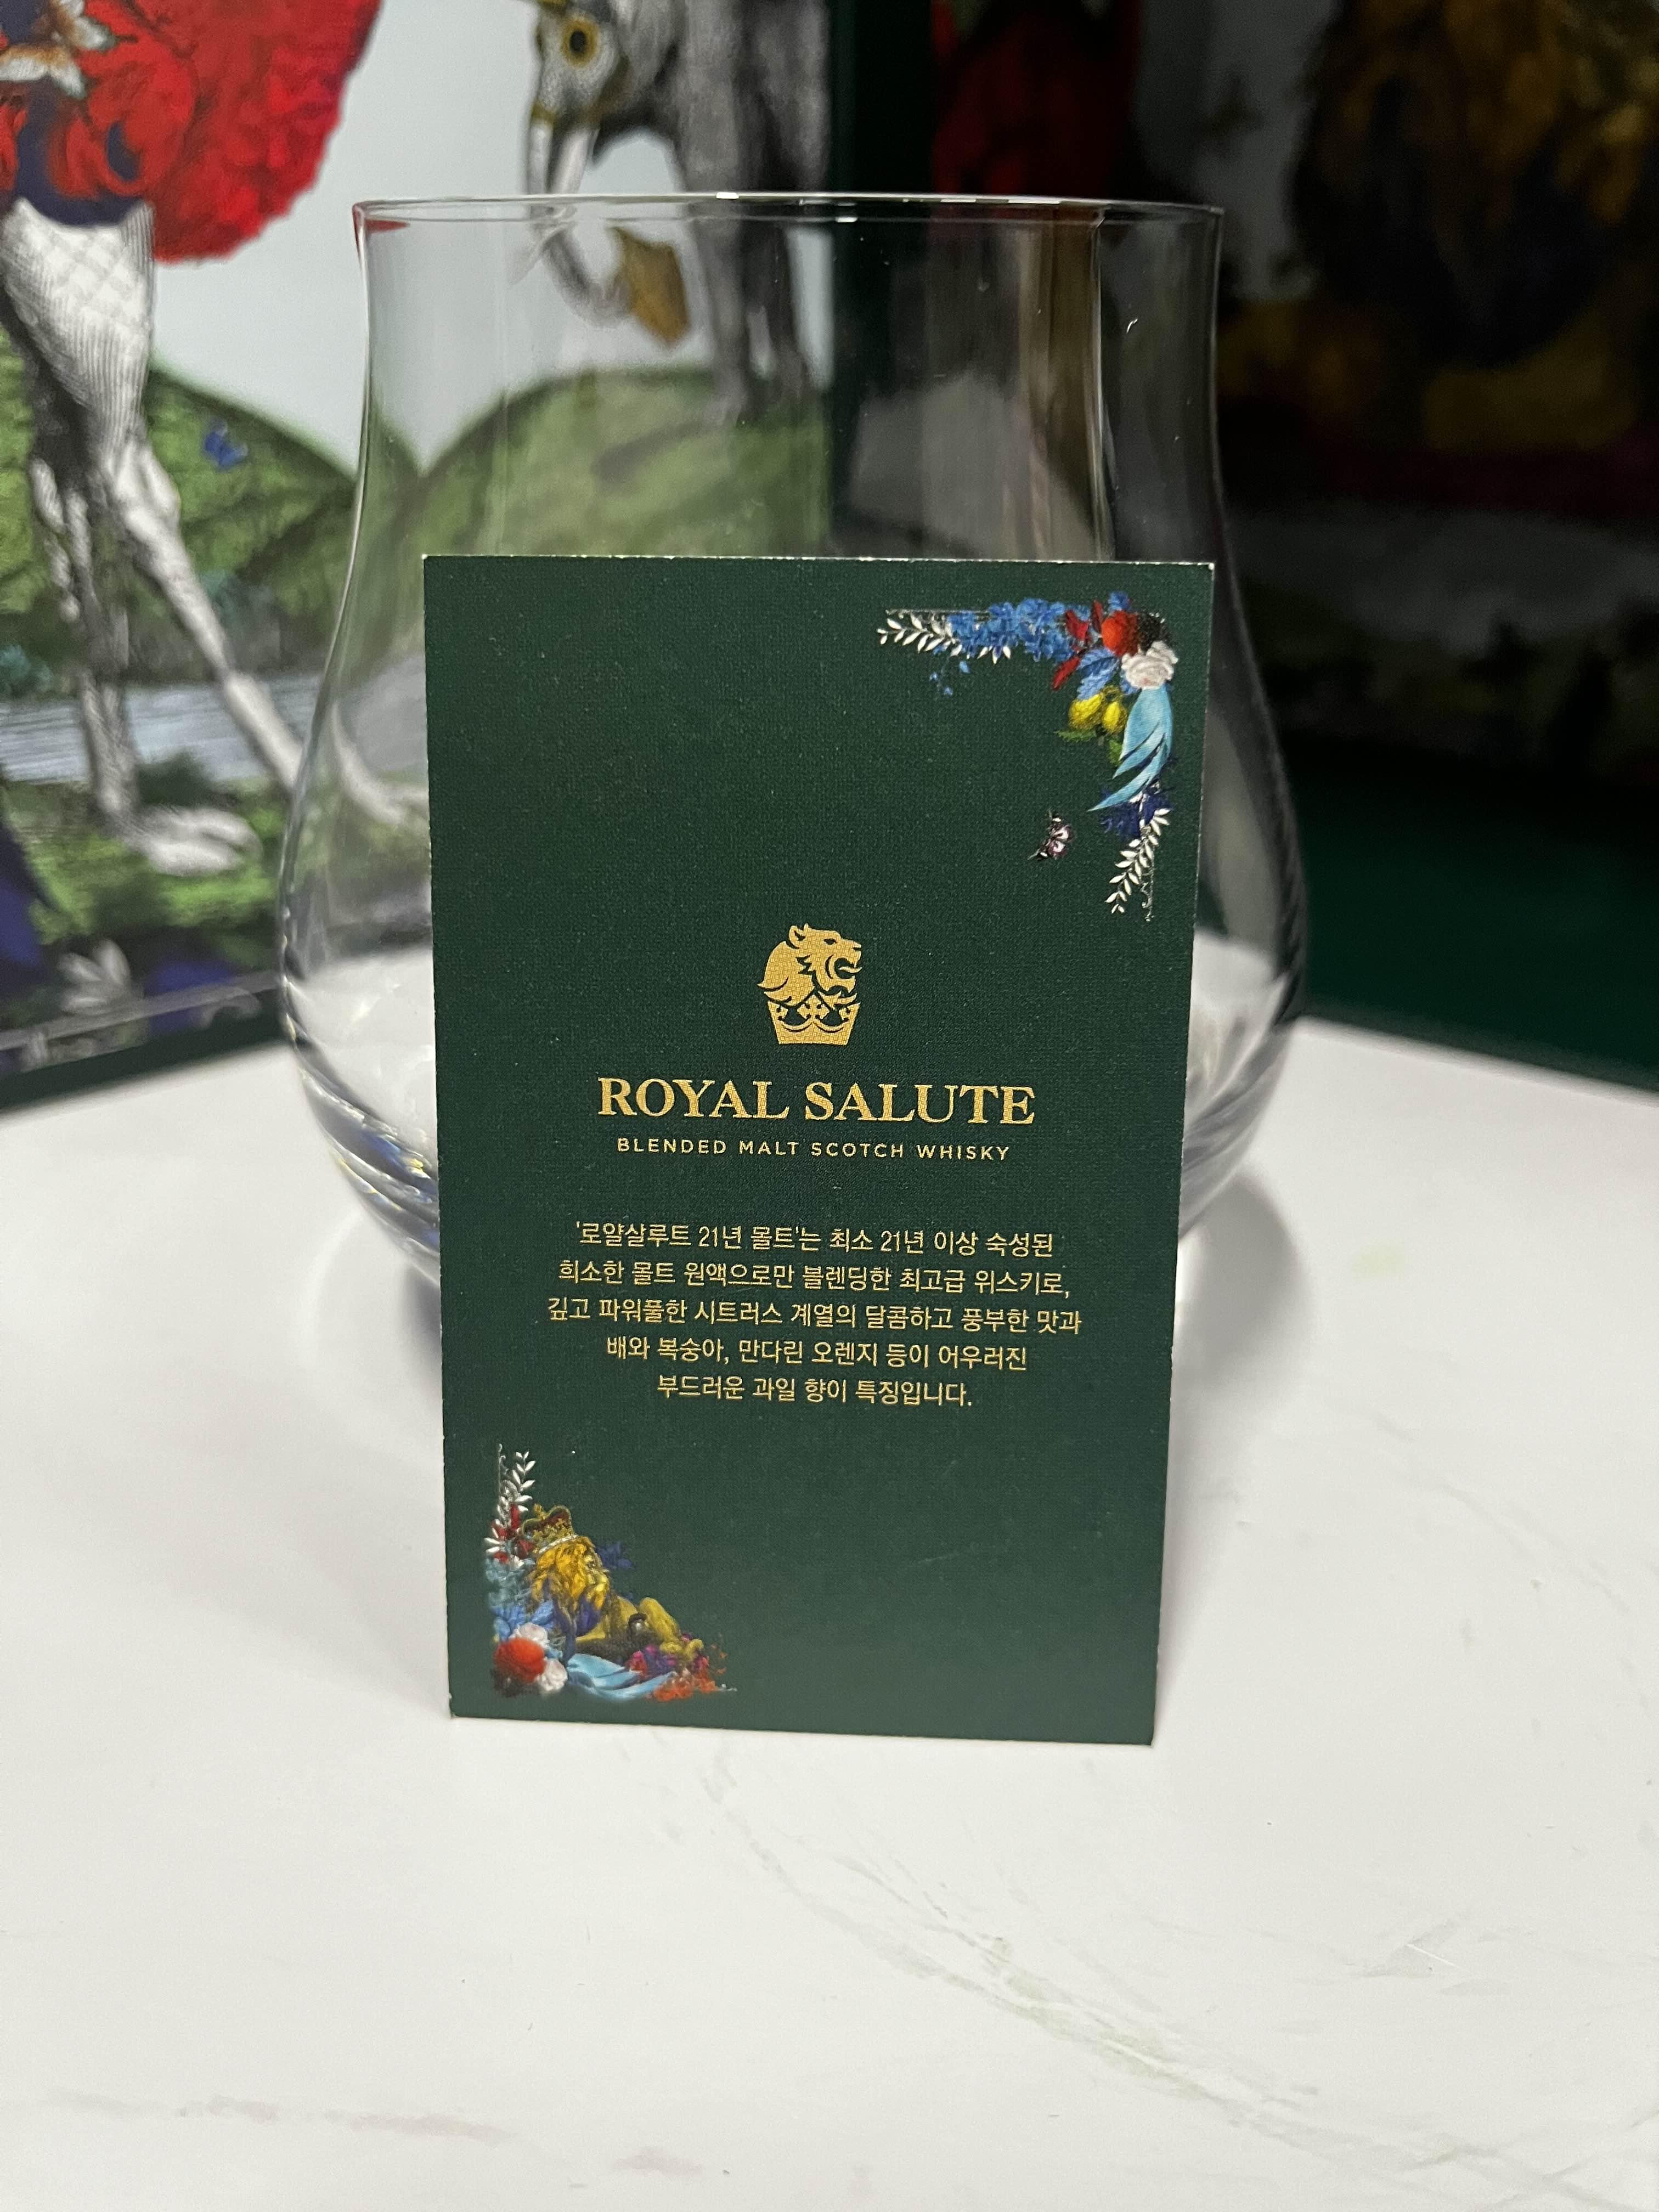 ROYAL SALUTE
BLENDED MALT SCOTCH WHISKY
'로얄살루트 21년 몰트'는 최소 21년 이상 숙성된
희소한 몰트 원액으로만 블렌딩한 최고급 위스키로,
깊고 파워풀한 시트러스 계열의 달콤하고 풍부한 맛과
배와 복숭아, 만다린 오렌지 등이 어우러진
부드러운 과일 향이 특징입니다.